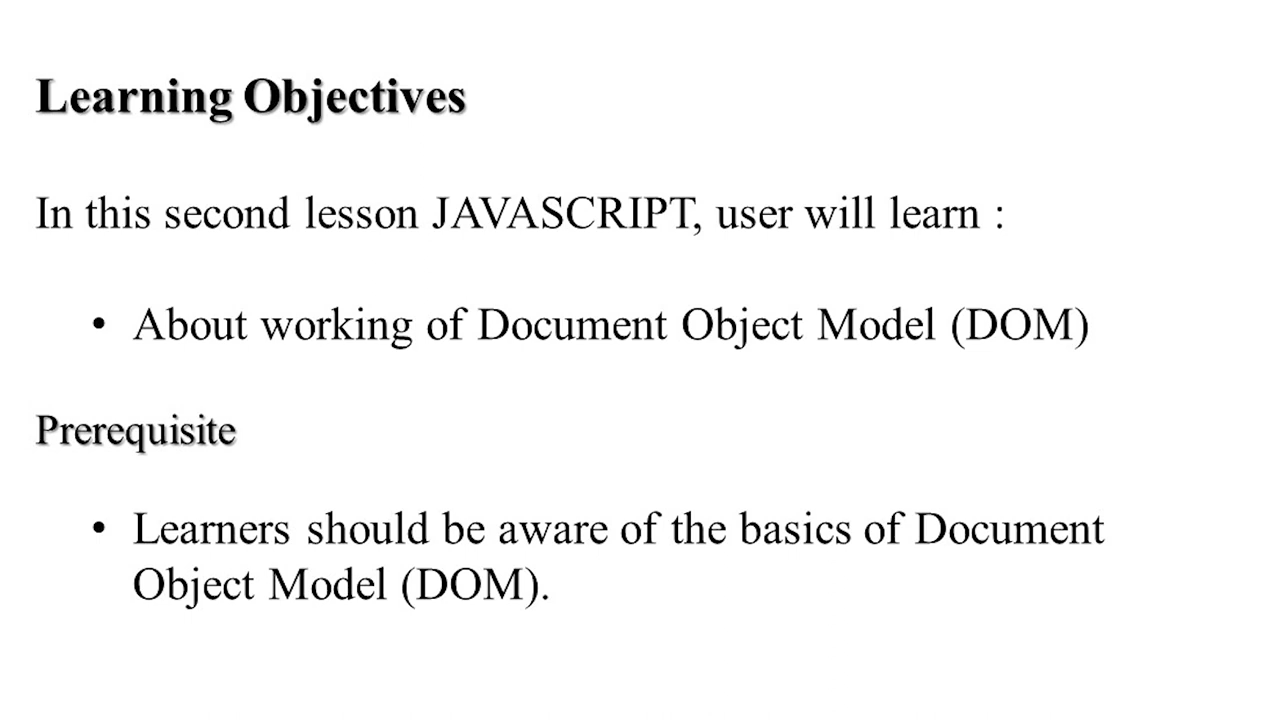 Learning Objectives
In this second lesson JAVASCRIPT, user will learn :
• About working of Document Object Model (DOM)
Prerequisite
• Learners should be aware of the basics of Document
Object Model (DOM).